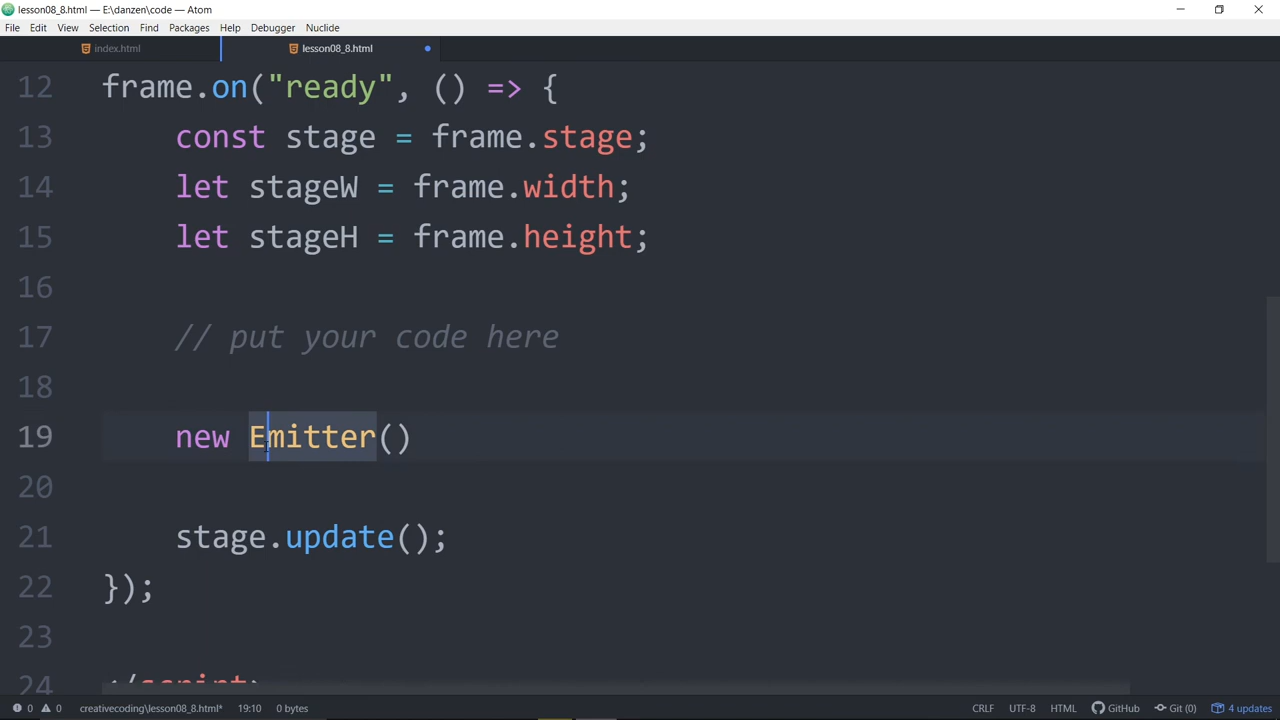 lesson08_8.html — E:\danzen\code — Atom
File Edit View Selection Find Packages Help Debugger Nuclide
index.html lesson08_8.html
12 frame.on("ready", () => {
13 const stage = frame.stage;
14 let stageW = frame.width;
15 let stageH = frame.height;
16
17 // put your code here
18
19 new Emitter()
20
21 stage.update();
22 });
23
24 </script>
0 0 creativecoding\lesson08_8.html* 19:10 0 bytes CRLF UTF-8 HTML GitHub Git (0) 4 updates